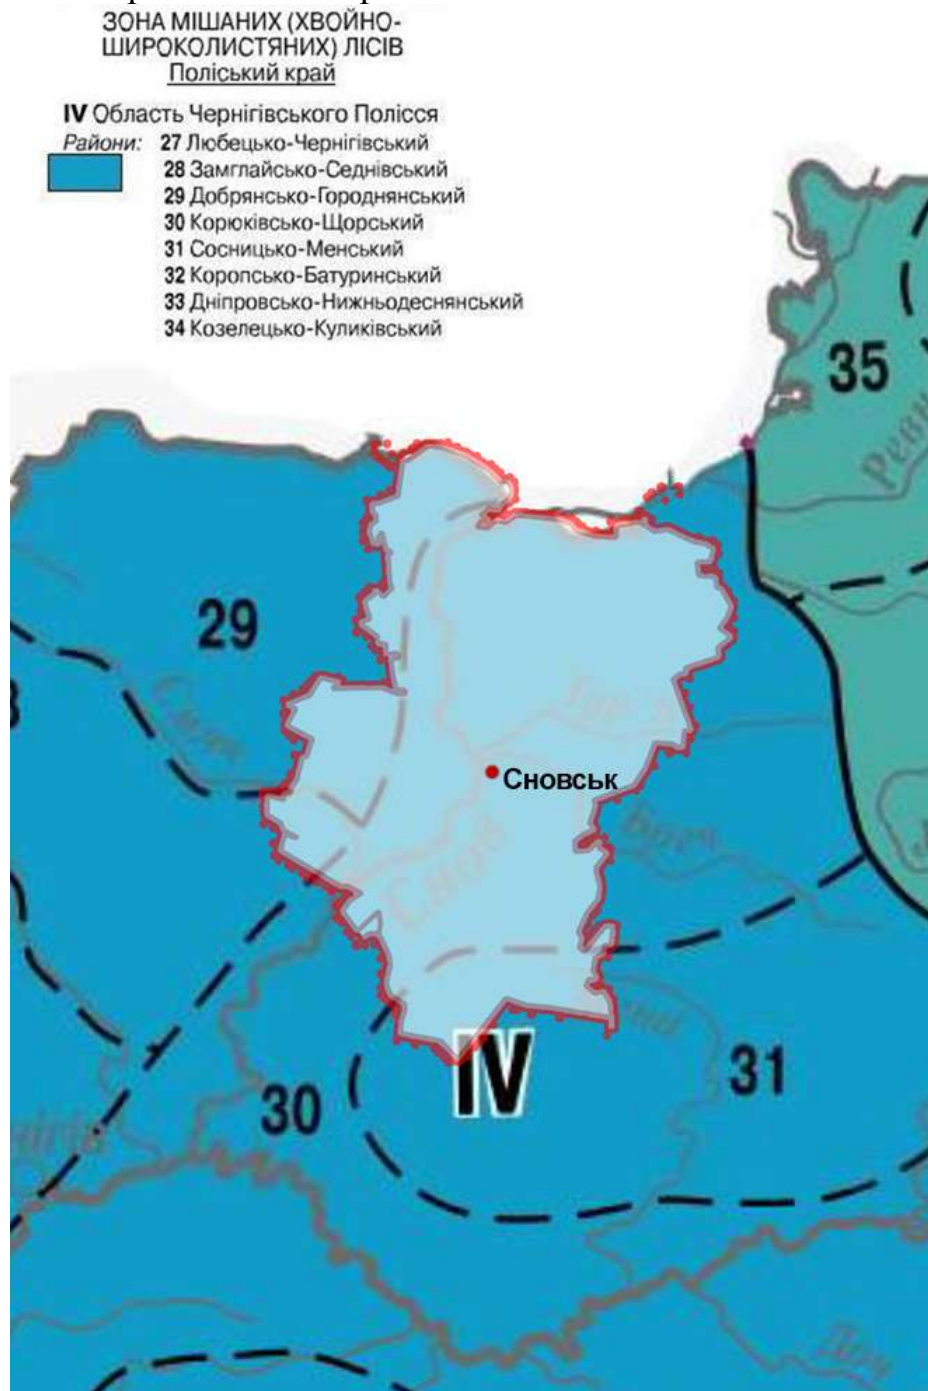 ЗОНА МІШАНИХ (ХВОЙНО-
ШИРОКОЛИСТЯНИХ) ЛІСІВ
Поліський край
IV Область Чернігівського Полісся
Райони: 27 Любецько-Чернігівський
28 Замглайсько-Седнівський
29 Добрянсько-Городнянський
30 Корюківсько-Щорський
31 Сосницько-Менський
32 Коропсько-Батуринський
33 Дніпровсько-Нижньодеснянський
34 Козелецько-Куликівський
35
29
Сновськ
Снов
IV
31
30